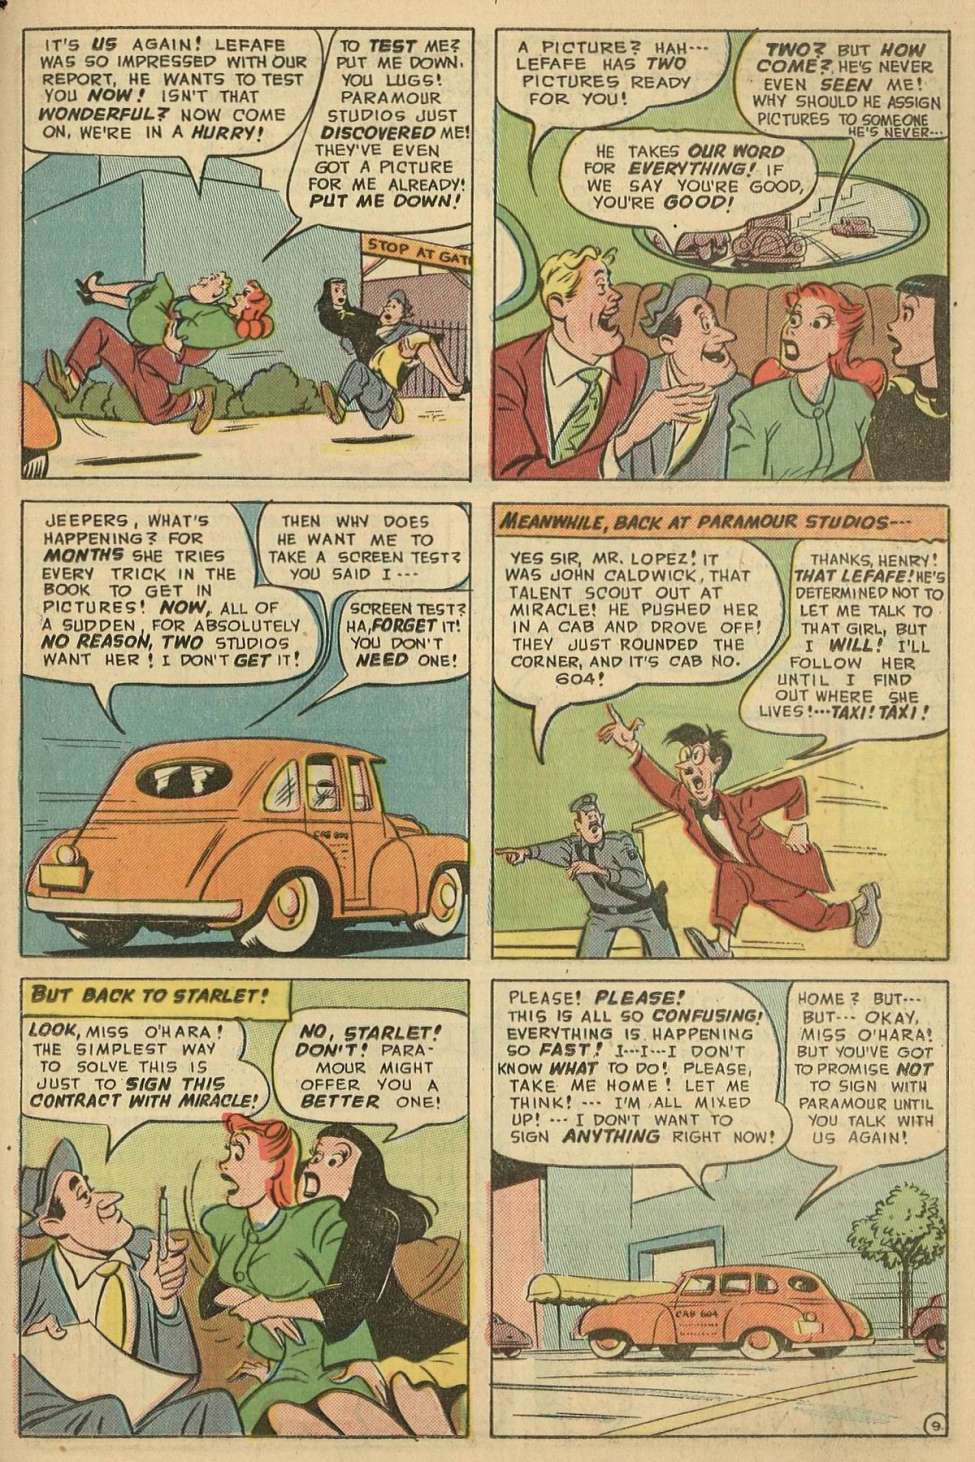 IT'S US AGAIN! LEFAFE
WAS SO IMPRESSED WITH OUR
REPORT, HE WANTS TO TEST
YOU NOW! ISN'T THAT
WONDERFUL? NOW COME
ON, WE'RE IN A HURRY!
TO TEST ME?
PUT ME DOWN,
YOU LUGS!
PARAMOUR
STUDIOS JUST
DISCOVERED ME!
THEY'VE EVEN
GOT A PICTURE
FOR ME ALREADY!
PUT ME DOWN!
STOP AT GATE
A PICTURE? HAH---
LEFAFE HAS TWO
PICTURES READY
FOR YOU!
TWO? BUT HOW
COME? HE'S NEVER
EVEN SEEN ME!
WHY SHOULD HE ASSIGN
PICTURES TO SOMEONE
HE'S NEVER---
HE TAKES OUR WORD
FOR EVERYTHING! IF
WE SAY YOU'RE GOOD,
YOU'RE GOOD!
JEEPERS, WHAT'S
HAPPENING? FOR
MONTHS SHE TRIES
EVERY TRICK IN THE
BOOK TO GET IN
PICTURES! NOW, ALL OF
A SUDDEN, FOR ABSOLUTELY
NO REASON, TWO STUDIOS
WANT HER! I DON'T GET IT!
THEN WHY DOES
HE WANT ME TO
TAKE A SCREEN TEST?
YOU SAID I ---
SCREEN TEST?
HA, FORGET IT!
YOU DON'T
NEED ONE!
CAB 604
MEANWHILE, BACK AT PARAMOUR STUDIOS---
YES SIR, MR. LOPEZ! IT
WAS JOHN CALDWICK, THAT
TALENT SCOUT OUT AT
MIRACLE! HE PUSHED HER
IN A CAB AND DROVE OFF!
THEY JUST ROUNDED THE
CORNER, AND IT'S CAB NO.
604!
THANKS, HENRY!
THAT LEFAFE! HE'S
DETERMINED NOT TO
LET ME TALK TO
THAT GIRL, BUT
I WILL! I'LL
FOLLOW HER
UNTIL I FIND
OUT WHERE SHE
LIVES!---TAXI! TAXI!
BUT BACK TO STARLET!
LOOK, MISS O'HARA!
THE SIMPLEST WAY
TO SOLVE THIS IS
JUST TO SIGN THIS
CONTRACT WITH MIRACLE!
NO, STARLET!
DON'T! PARA-
MOUR MIGHT
OFFER YOU A
BETTER ONE!
PLEASE! PLEASE!
THIS IS ALL SO CONFUSING!
EVERYTHING IS HAPPENING
SO FAST! I---I---I DON'T
KNOW WHAT TO DO! PLEASE,
TAKE ME HOME! LET ME
THINK! --- I'M ALL MIXED
UP! --- I DON'T WANT TO
SIGN ANYTHING RIGHT NOW!
HOME? BUT---
BUT--- OKAY,
MISS O'HARA!
BUT YOU'VE GOT
TO PROMISE NOT
TO SIGN WITH
PARAMOUR UNTIL
YOU TALK WITH
US AGAIN!
CAB 604
9